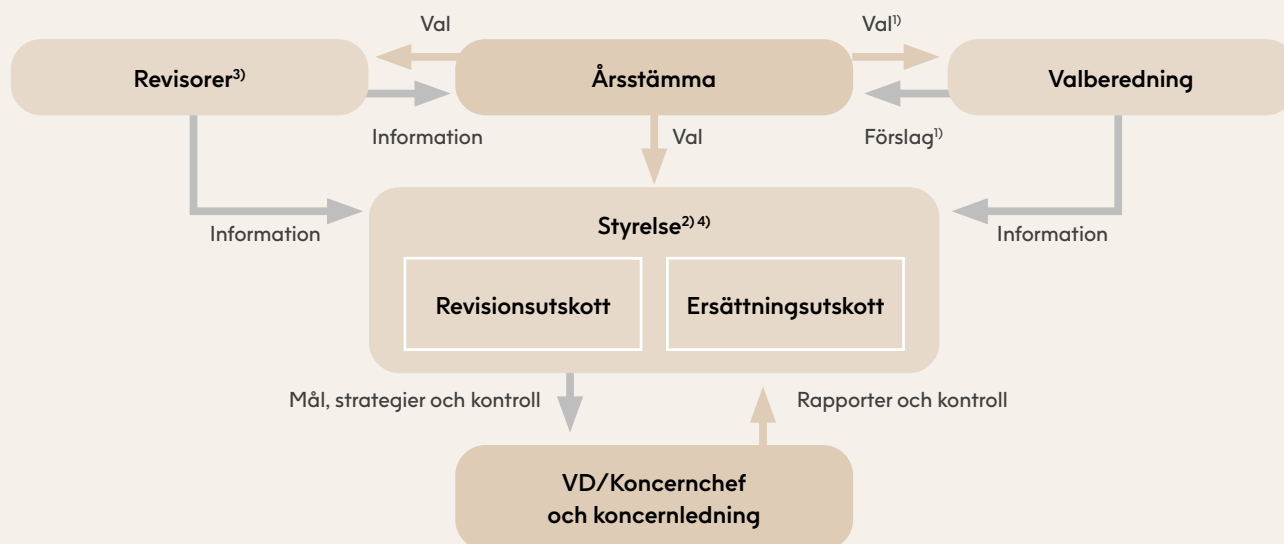 Val
Val¹⁾
Revisorer³⁾
Årsstämma
Valberedning
Information
Val
Förslag¹⁾
Information
Styrelse²⁾ ⁴⁾
Information
Revisionsutskott
Ersättningsutskott
Mål, strategier och kontroll
Rapporter och kontroll
VD/Koncernchef
och koncernledning